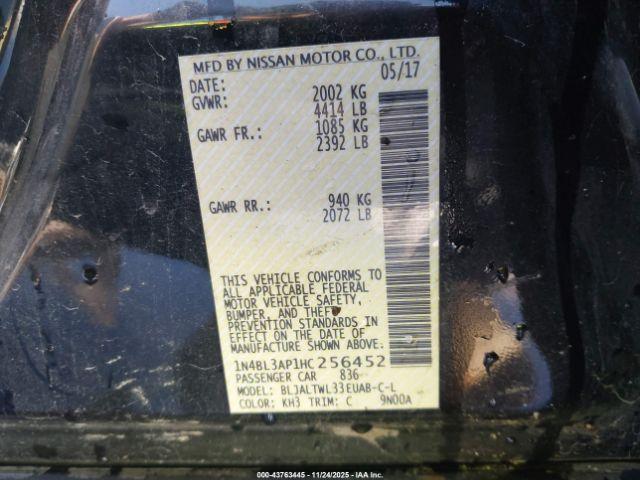 MFD BY NISSAN MOTOR CO., LTD.
DATE: 05/17
GVWR: 2002 KG
4414 LB
GAWR FR.: 1085 KG
2392 LB
GAWR RR.: 940 KG
2072 LB
THIS VEHICLE CONFORMS TO
ALL APPLICABLE FEDERAL
MOTOR VEHICLE SAFETY,
BUMPER, AND THEFT
PREVENTION STANDARDS IN
EFFECT ON THE DATE OF
MANUFACTURE SHOWN ABOVE.
1N4BL3AP1HC256452
PASSENGER CAR 836
MODEL: BLJALTWL33EUAB-C-L
COLOR: KH3 TRIM: C 9N00A
000-43763445 - 11/24/2025 - IAA Inc.